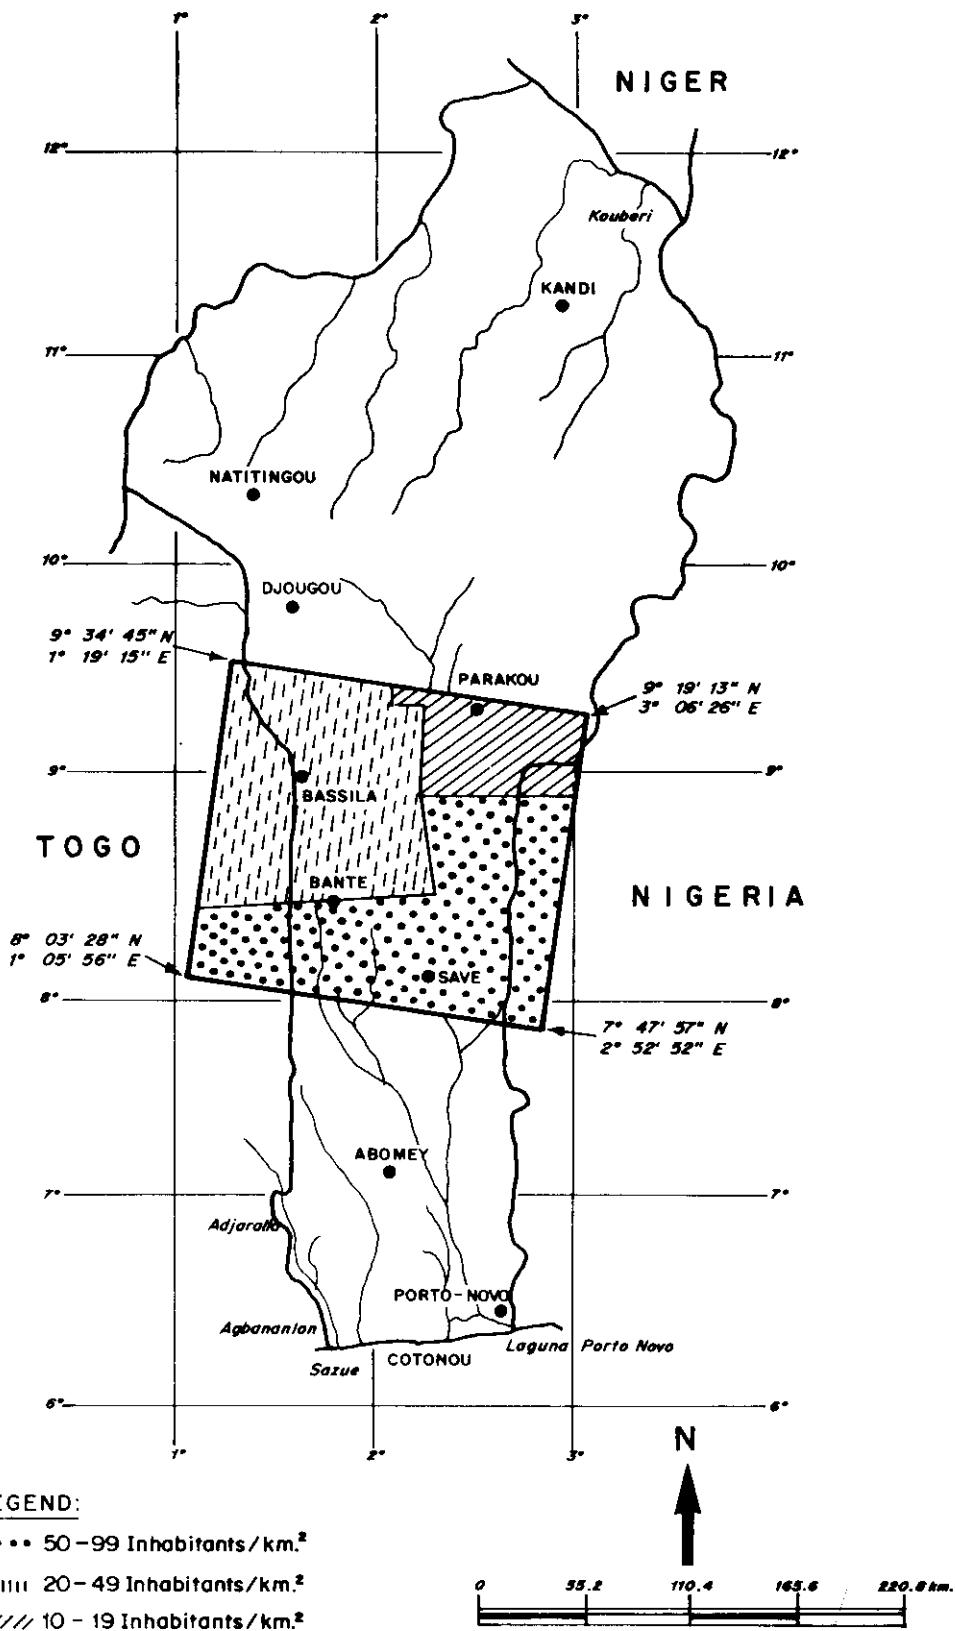 1° 2° 3°
NIGER
12° 12°
Kouberi
KANDI
11° 11°
NATITINGOU
10° 10°
DJOUGOU
9° 34' 45" N
1° 19' 15" E
PARAKOU
9° 19' 13" N
3° 06' 26" E
9° 9°
BASSILA
TOGO
BANTE
NIGERIA
8° 03' 28" N
1° 05' 56" E
SAVE
8° 8°
7° 47' 57" N
2° 52' 52" E
ABOMEY
7° 7°
Adjaralla
PORTO-NOVO
Agbananlon
Laguna Porto Novo
Sazue
COTONOU
6° 6°
1° 2° 3°
N
EGEND:
50-99 Inhabitants/km.²
20-49 Inhabitants/km.²
10-19 Inhabitants/km.²
0 55.2 110.4 165.6 220.8 km.